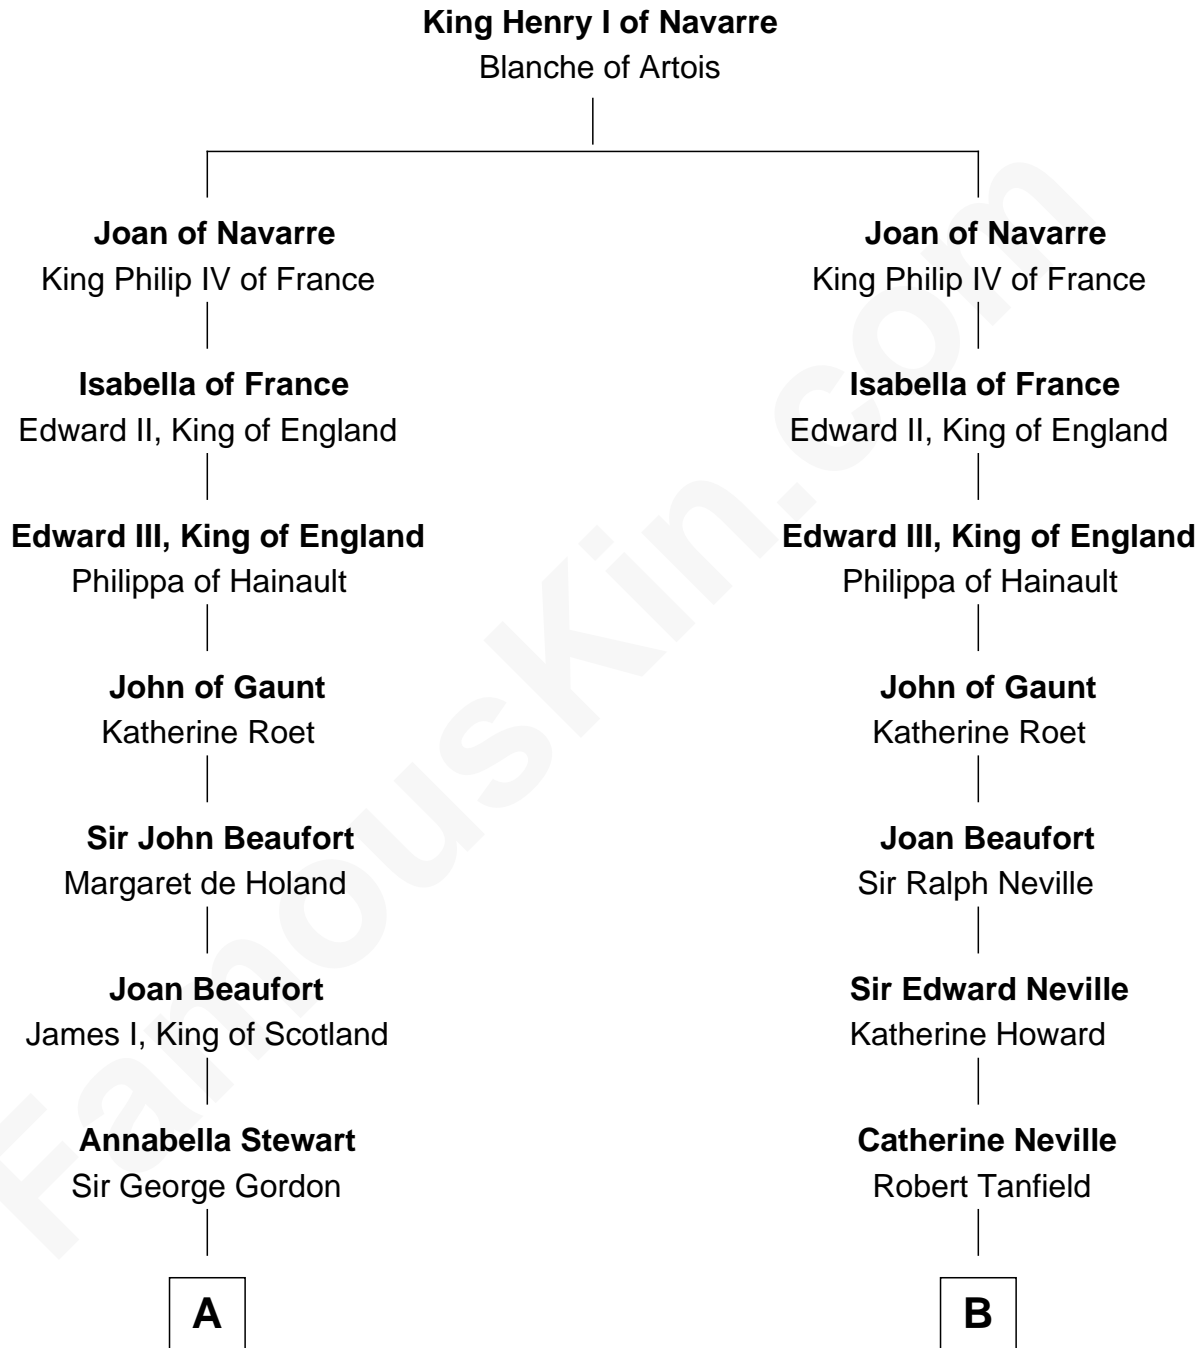 King Henry I of Navarre
Blanche of Artois
Joan of Navarre
King Philip IV of France
Joan of Navarre
King Philip IV of France
Isabella of France
Edward II, King of England
Isabella of France
Edward II, King of England
Edward III, King of England
Philippa of Hainault
Edward III, King of England
Philippa of Hainault
John of Gaunt
Katherine Roet
John of Gaunt
Katherine Roet
Sir John Beaufort
Margaret de Holand
Joan Beaufort
Sir Ralph Neville
Joan Beaufort
James I, King of Scotland
Sir Edward Neville
Katherine Howard
Annabella Stewart
Sir George Gordon
Catherine Neville
Robert Tanfield
A
B
FamousKin.com